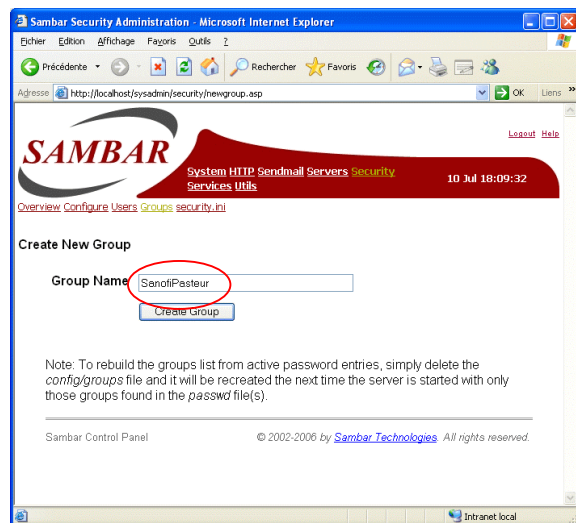 Sambar Security Administration - Microsoft Internet Explorer
Fichier Edition Affichage Favoris Outils ?
Précédente Rechercher Favoris
Adresse http://localhost/sysadmin/security/newgroup.asp OK Liens »
SAMBAR
Logout Help
System HTTP Sendmail Servers Security
Services Utils
10 Jul 18:09:32
Overview Configure Users Groups security.ini
Create New Group
Group Name SanofiPasteur
Create Group
Note: To rebuild the groups list from active password entries, simply delete the
config/groups file and it will be recreated the next time the server is started with only
those groups found in the passwd file(s).
Sambar Control Panel © 2002-2006 by Sambar Technologies. All rights reserved.
Intranet local